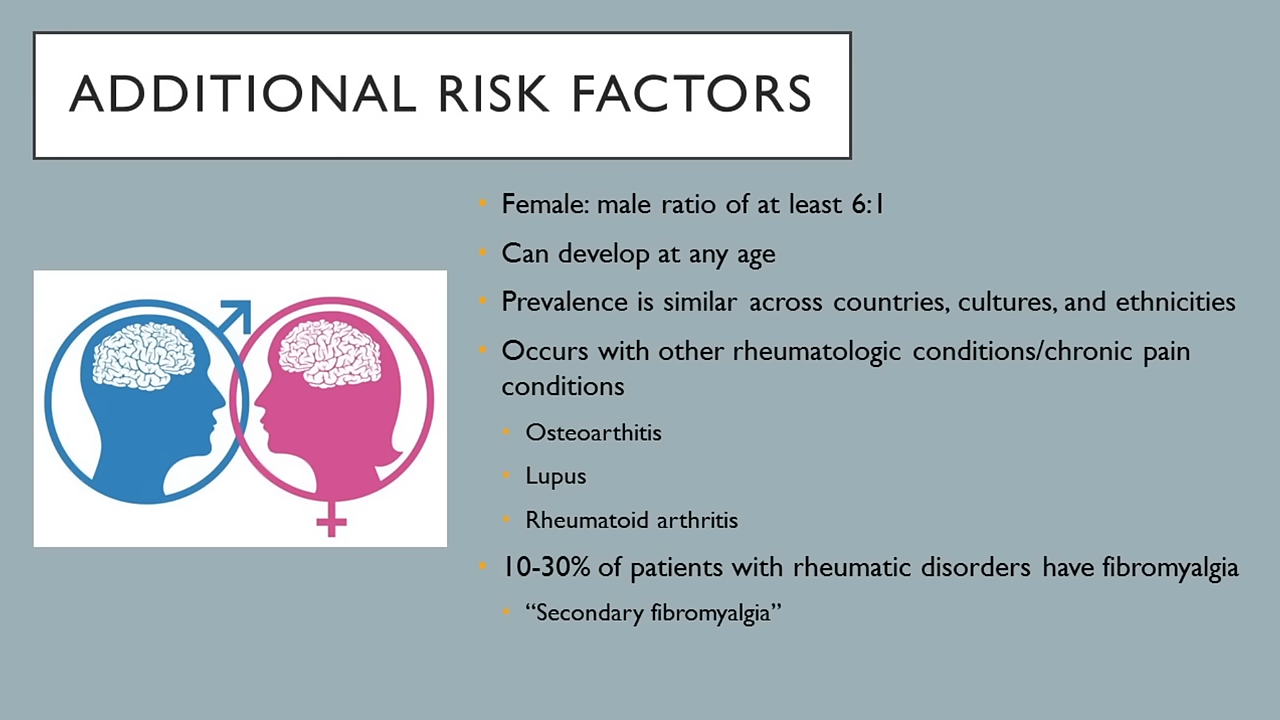 ADDITIONAL RISK FACTORS
• Female: male ratio of at least 6:1
• Can develop at any age
• Prevalence is similar across countries, cultures, and ethnicities
• Occurs with other rheumatologic conditions/chronic pain
conditions
• Osteoarthitis
• Lupus
• Rheumatoid arthritis
• 10-30% of patients with rheumatic disorders have fibromyalgia
• “Secondary fibromyalgia”